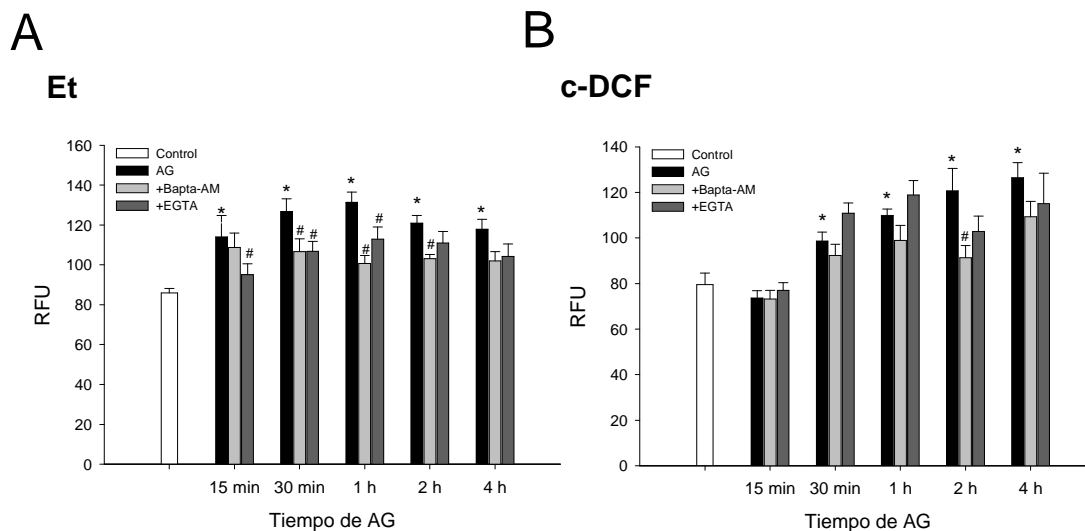 A
Et
RFU
160
140
120
100
80
60
40
20
0
Control
AG
+Bapta-AM
+EGTA
* # * # # * # # * # *
15 min 30 min 1 h 2 h 4 h
Tiempo de AG
B
c-DCF
RFU
140
120
100
80
60
40
20
0
Control
AG
+Bapta-AM
+EGTA
* * * # *
15 min 30 min 1 h 2 h 4 h
Tiempo de AG